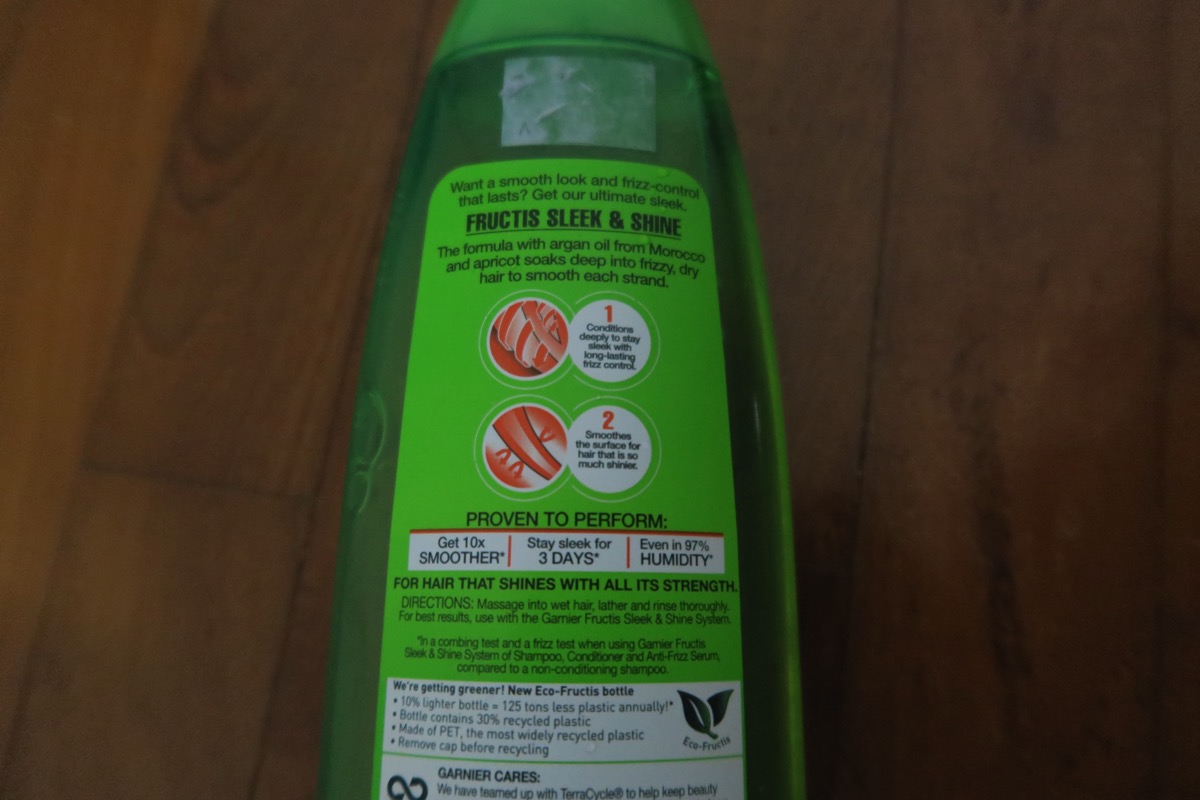 Want a smooth look and frizz-control
that lasts? Get our ultimate sleek.
FRUCTIS SLEEK & SHINE
The formula with argan oil from Morocco
and apricot soaks deep into frizzy, dry
hair to smooth each strand.
1
Conditions
deeply to stay
sleek with
long-lasting
frizz control.
2
Smoothes
the surface for
hair that is so
much shinier.
PROVEN TO PERFORM:
Get 10x
SMOOTHER*
Stay sleek for
3 DAYS*
Even in 97%
HUMIDITY*
FOR HAIR THAT SHINES WITH ALL ITS STRENGTH.
DIRECTIONS: Massage into wet hair, lather and rinse thoroughly.
For best results, use with the Garnier Fructis Sleek & Shine System.
*In a combing test and a frizz test when using Garnier Fructis
Sleek & Shine System of Shampoo, Conditioner and Anti-Frizz Serum,
compared to a non-conditioning shampoo.
We're getting greener! New Eco-Fructis bottle
• 10% lighter bottle = 125 tons less plastic annually!*
• Bottle contains 30% recycled plastic
• Made of PET, the most widely recycled plastic
• Remove cap before recycling
Eco-Fructis
GARNIER CARES:
We have teamed up with TerraCycle® to help keep beauty